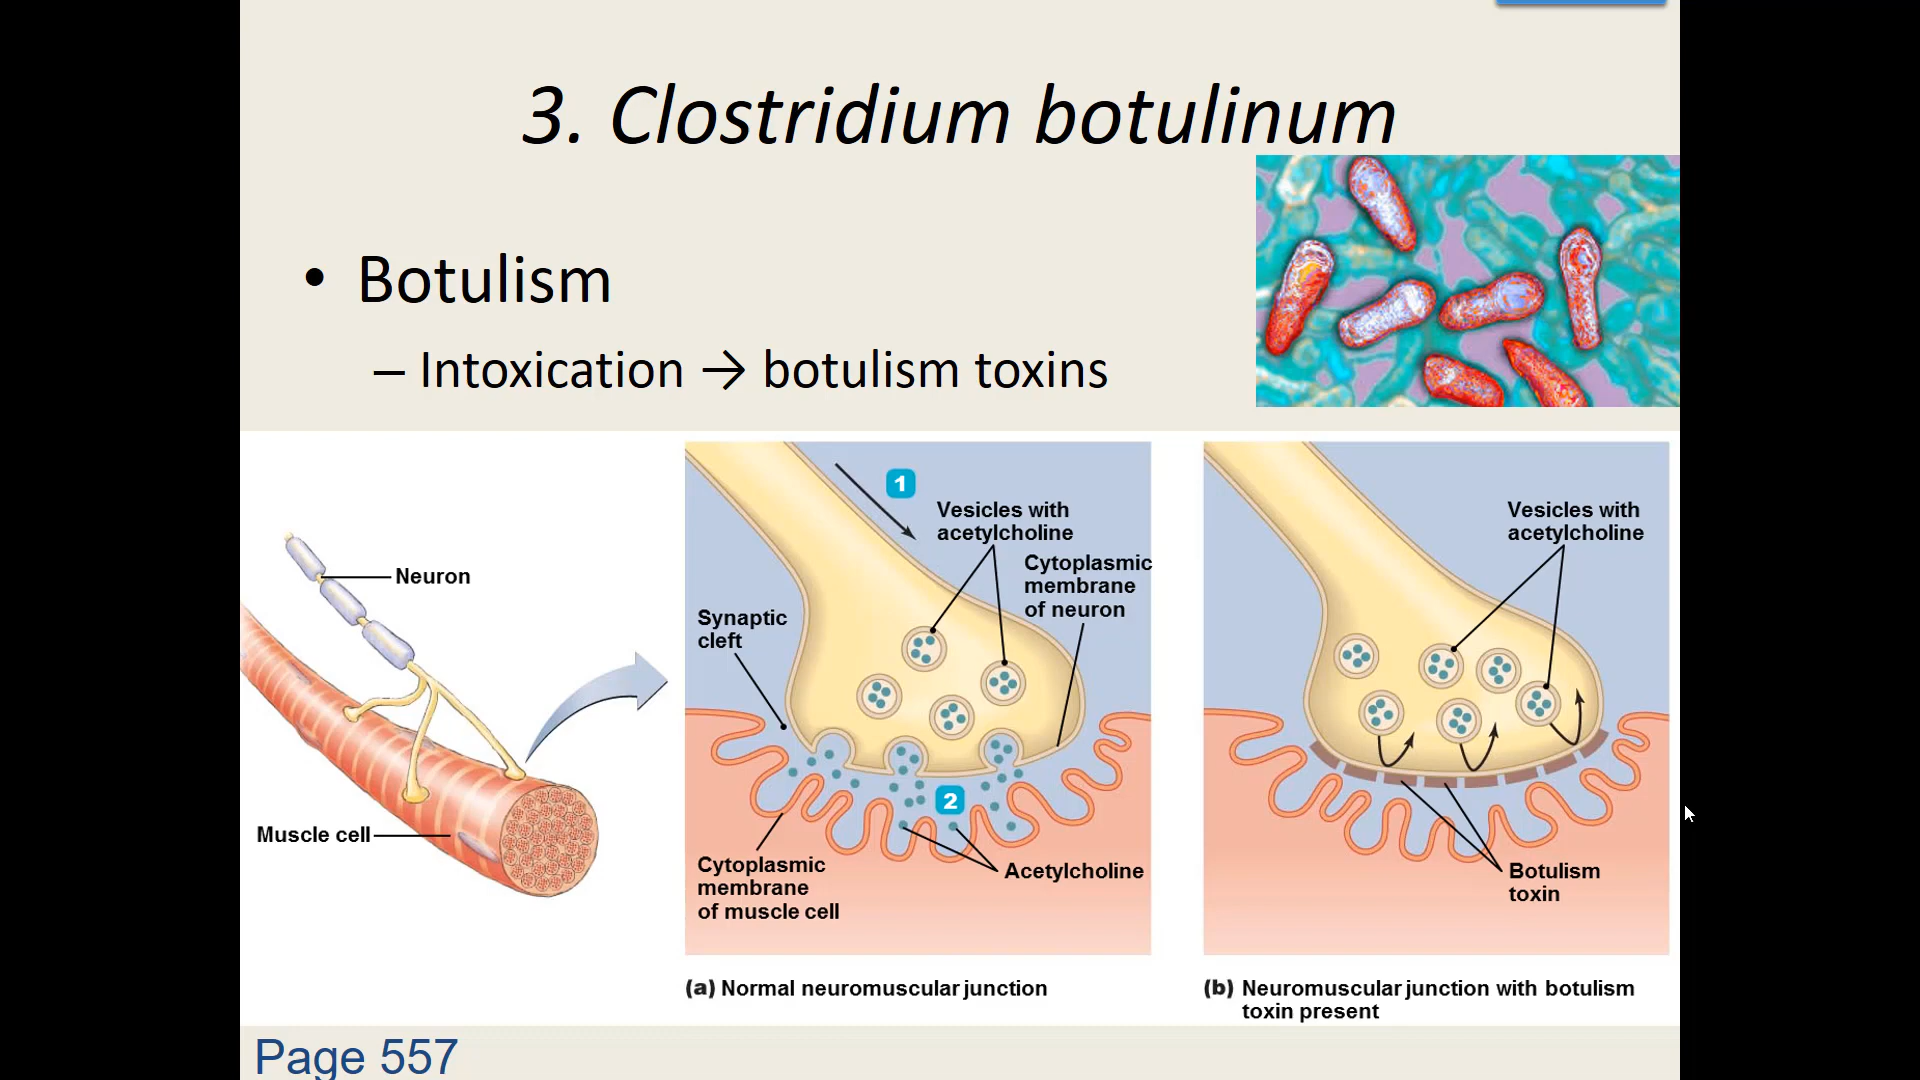 3. Clostridium botulinum
• Botulism
– Intoxication → botulism toxins
Neuron
Muscle cell
1
Vesicles with
acetylcholine
Cytoplasmic
membrane
of neuron
Synaptic
cleft
2
Acetylcholine
Cytoplasmic
membrane
of muscle cell
(a) Normal neuromuscular junction
Vesicles with
acetylcholine
Botulism
toxin
(b) Neuromuscular junction with botulism
toxin present
Page 557